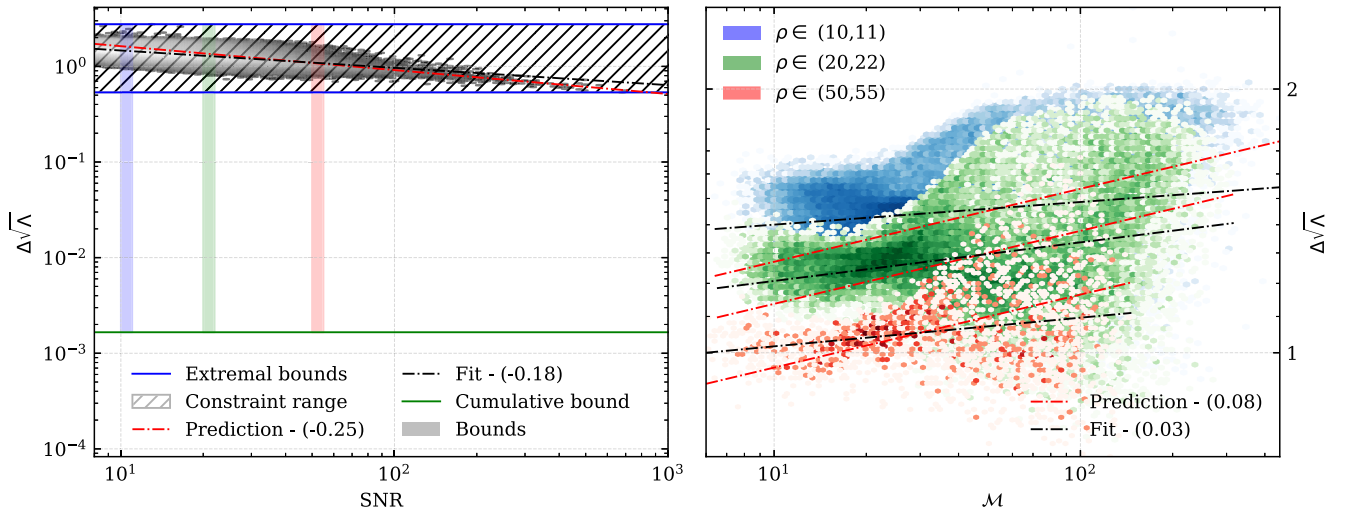 10⁰
10⁻¹
10⁻²
10⁻³
10⁻⁴
Δ√Λ
10¹
10²
10³
SNR
Extremal bounds
Constraint range
Prediction - (-0.25)
Fit - (-0.18)
Cumulative bound
Bounds
ρ ∈ (10,11)
ρ ∈ (20,22)
ρ ∈ (50,55)
Prediction - (0.08)
Fit - (0.03)
10¹
10²
ℳ
2
1
Δ√Λ